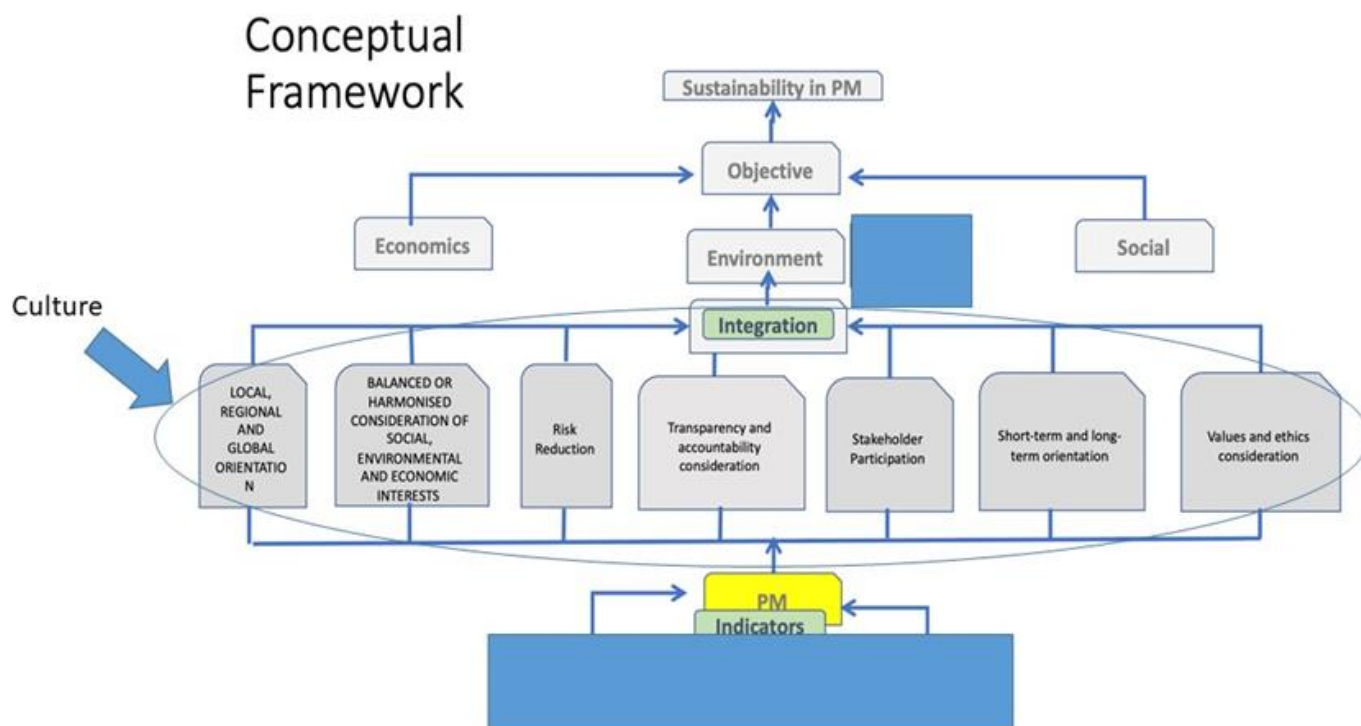 Conceptual
Framework
Sustainability in PM
Objective
Economics
Environment
Social
Culture
Integration
LOCAL,
REGIONAL
AND
GLOBAL
ORIENTATIO
N
BALANCED OR
HARMONISED
CONSIDERATION OF
SOCIAL,
ENVIRONMENTAL
AND ECONOMIC
INTERESTS
Risk
Reduction
Transparency and
accountability
consideration
Stakeholder
Participation
Short-term and long-
term orientation
Values and ethics
consideration
PM
Indicators